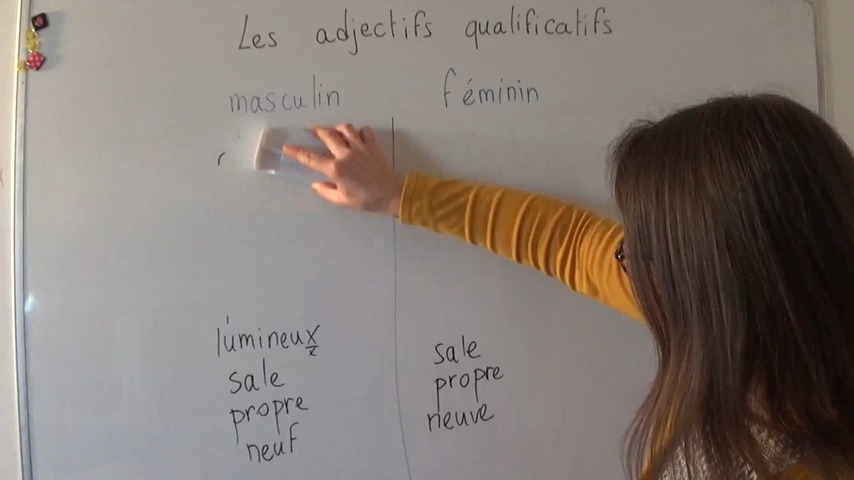 Les adjectifs qualificatifs
masculin féminin
lumineux
sale sale
propre propre
neuf neuve